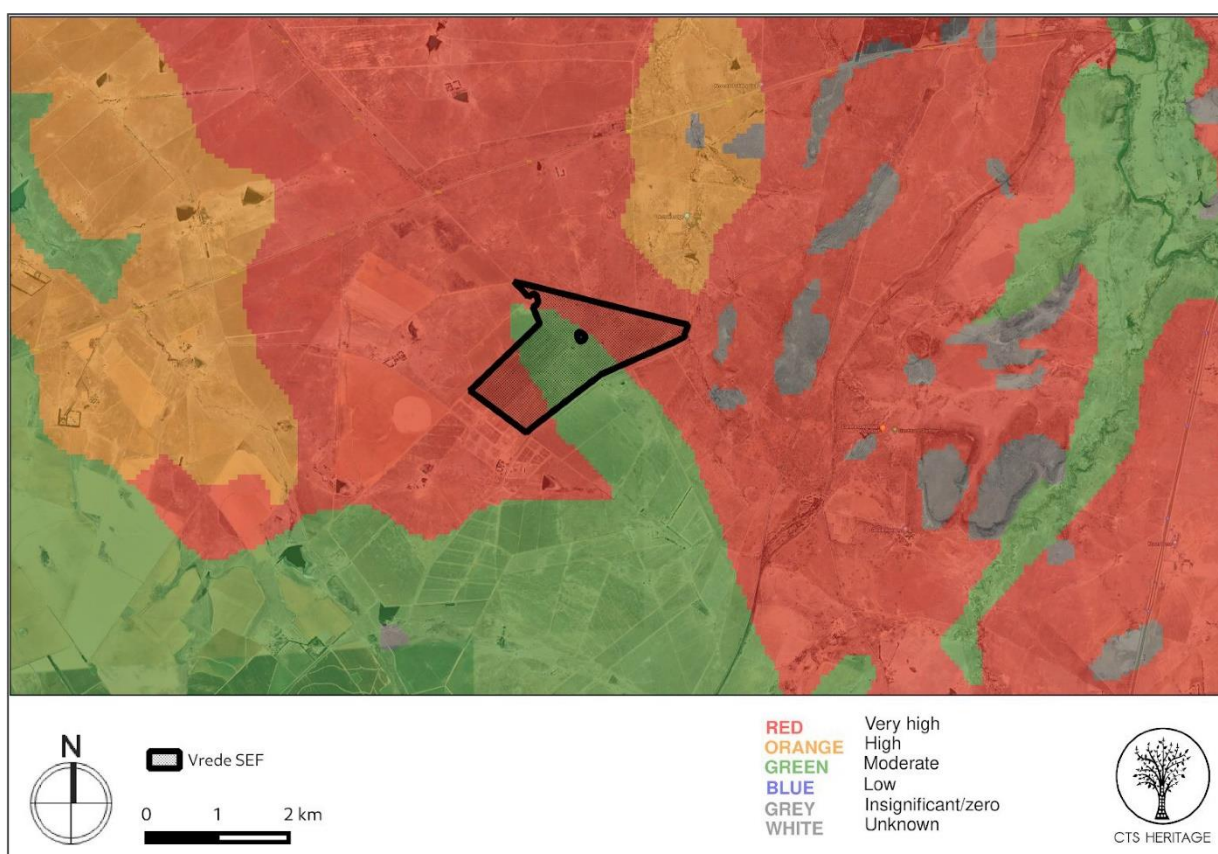 N
Vrede SEF
0 1 2 km
RED Very high
ORANGE High
GREEN Moderate
BLUE Low
GREY Insignificant/zero
WHITE Unknown
CTS HERITAGE